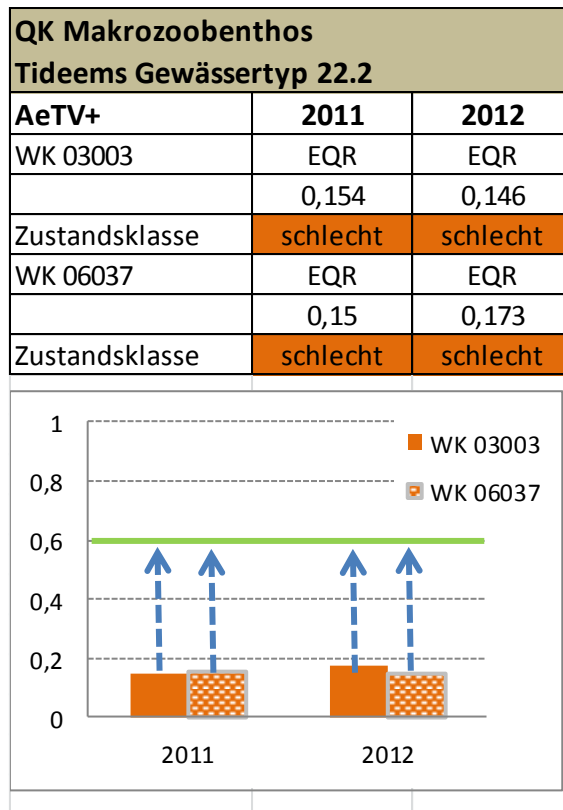 QK Makrozoobenthos
Tideems Gewässertyp 22.2
AeTV+ 2011 2012
WK 03003 EQR EQR
0,154 0,146
Zustandsklasse schlecht schlecht
WK 06037 EQR EQR
0,15 0,173
Zustandsklasse schlecht schlecht
1
WK 03003
0,8
WK 06037
0,6
0,4
0,2
0
2011 2012